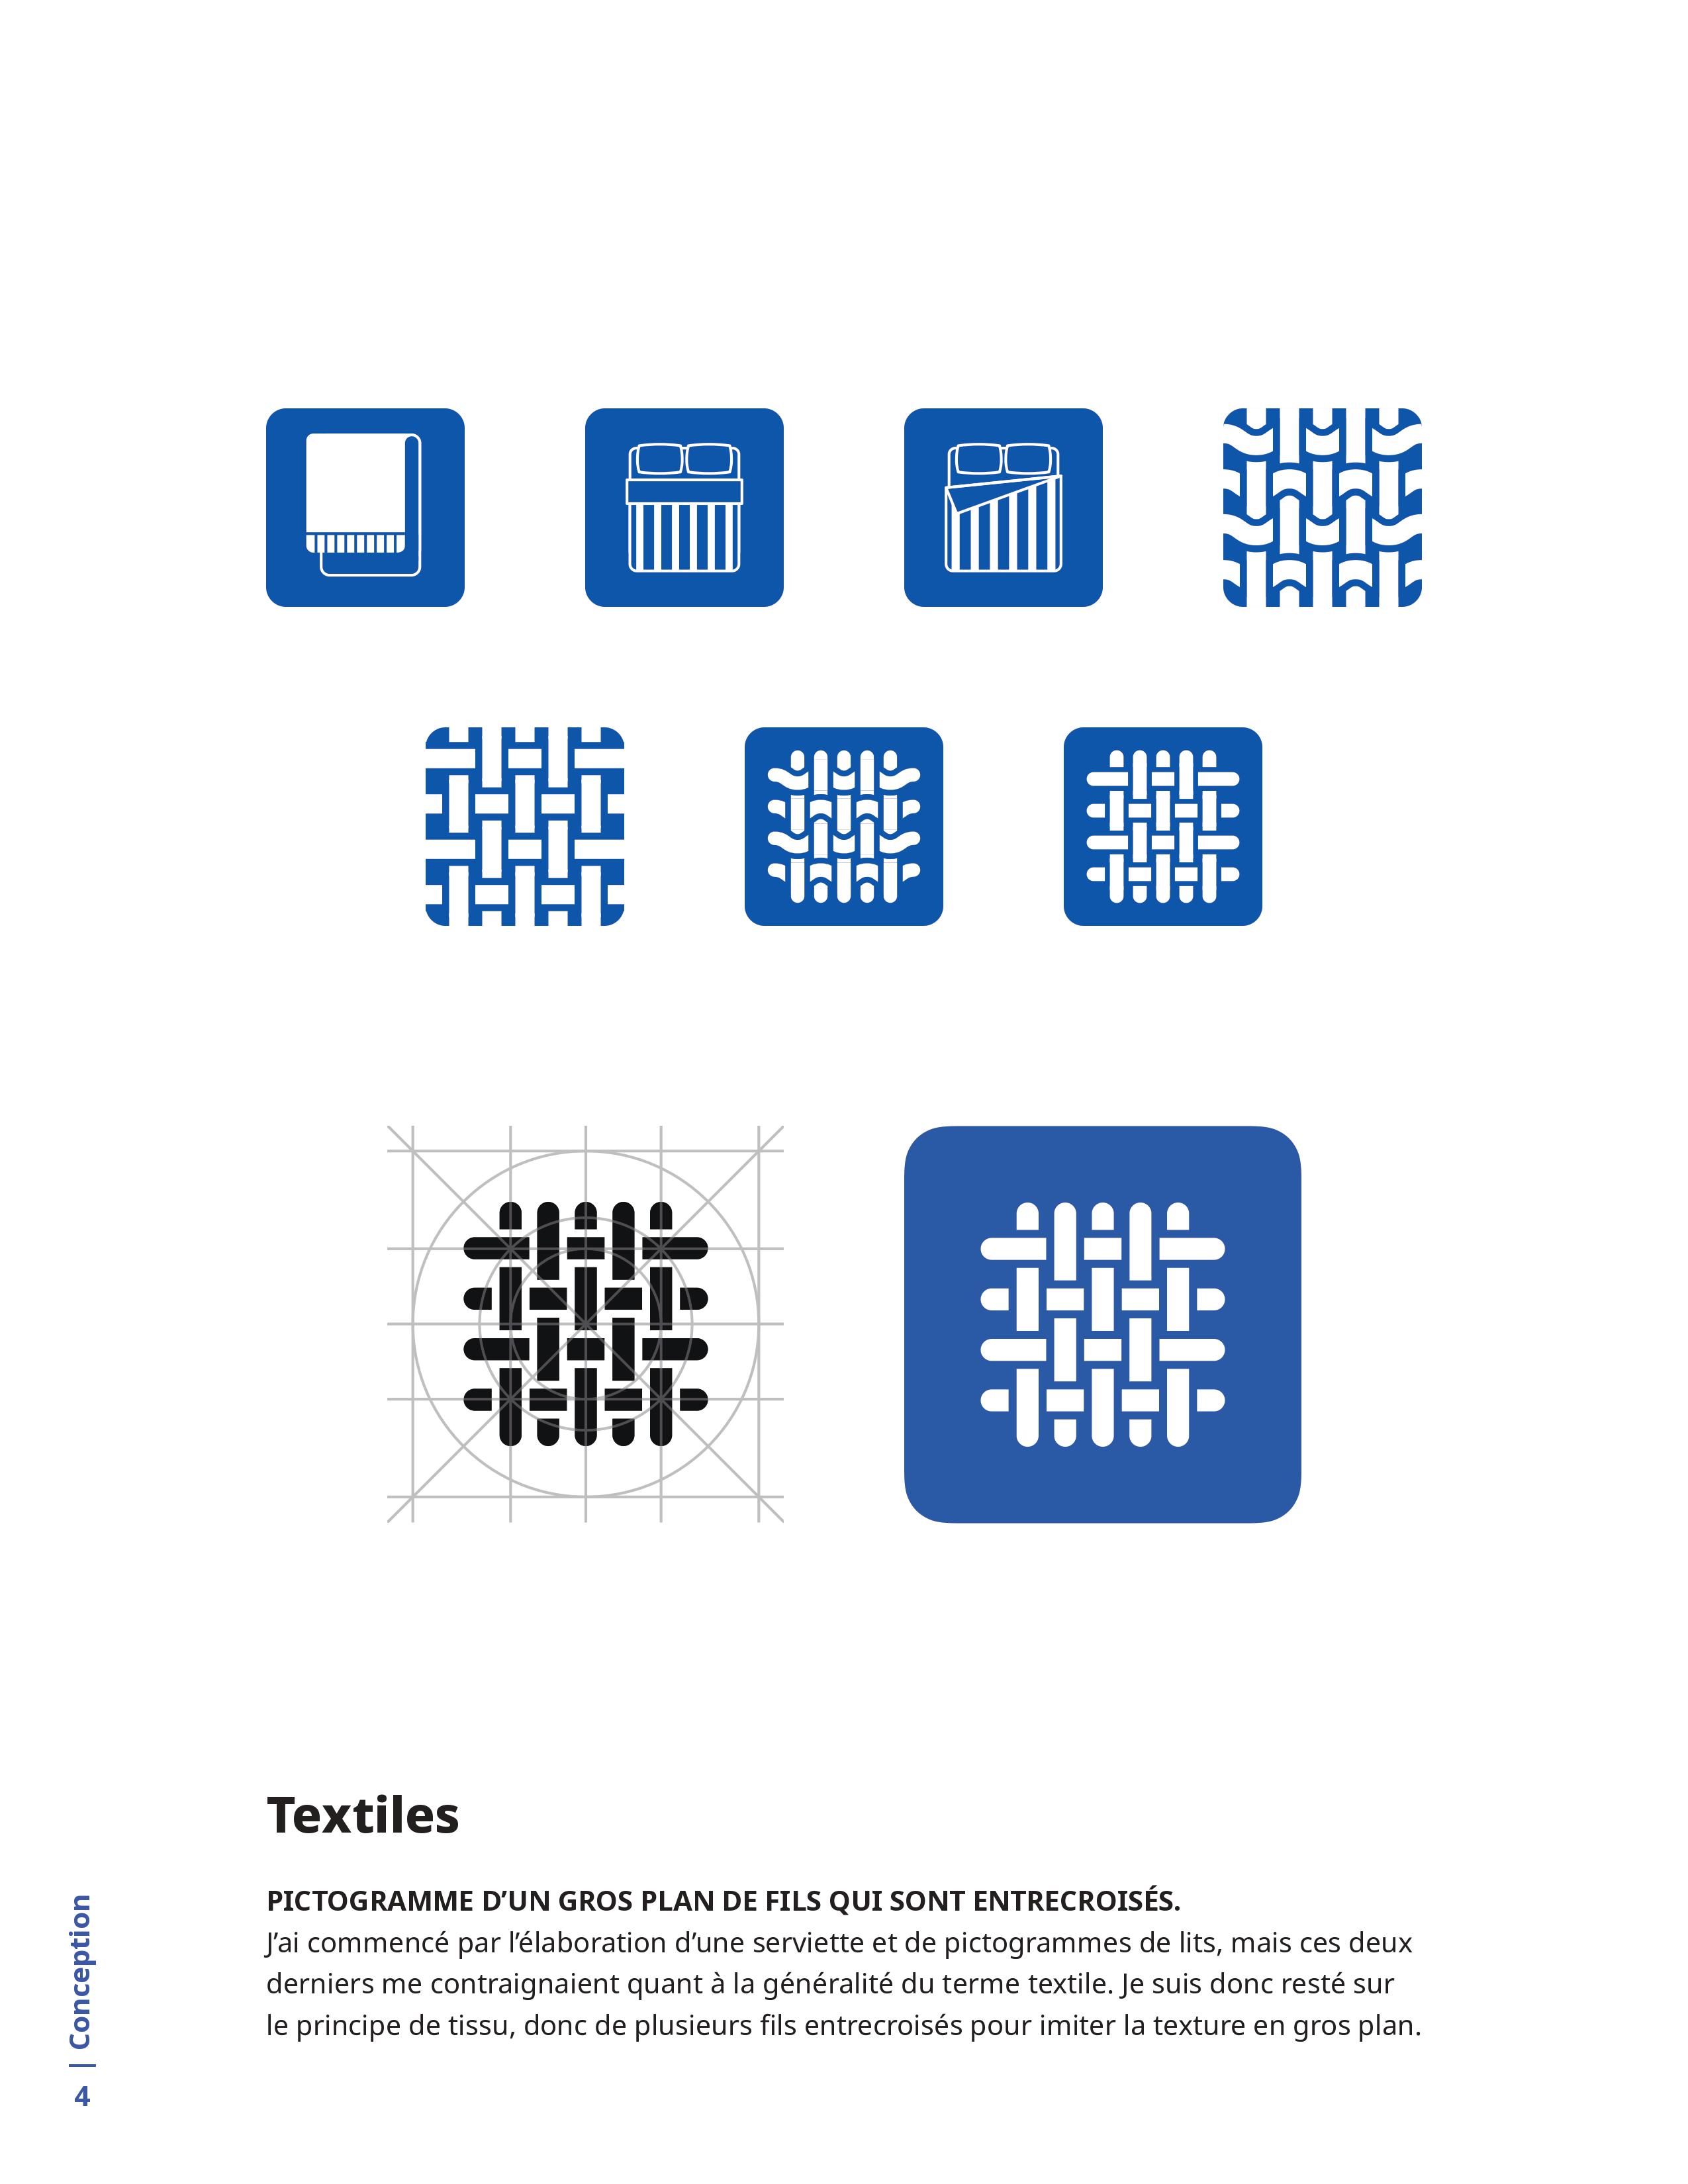 Textiles
PICTOGRAMME D’UN GROS PLAN DE FILS QUI SONT ENTRECROISÉS.
J’ai commencé par l’élaboration d’une serviette et de pictogrammes de lits, mais ces deux
derniers me contraignaient quant à la généralité du terme textile. Je suis donc resté sur
le principe de tissu, donc de plusieurs fils entrecroisés pour imiter la texture en gros plan.
4 | Conception